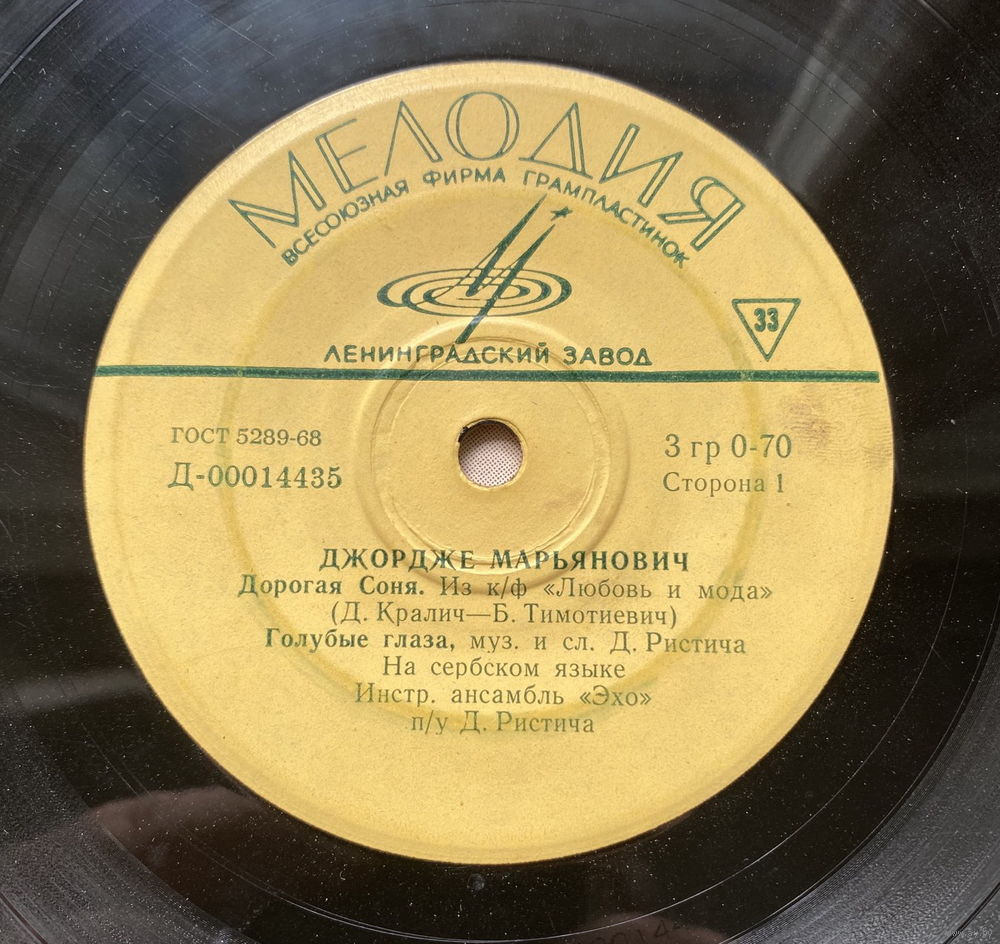 МЕЛОДИЯ
ВСЕСОЮЗНАЯ ФИРМА ГРАМПЛАСТИНОК
33
ЛЕНИНГРАДСКИЙ ЗАВОД
ГОСТ 5289-68
Д-00014435
3 гр 0-70
Сторона 1
ДЖОРДЖЕ МАРЬЯНОВИЧ
Дорогая Соня. Из к/ф «Любовь и мода»
(Д. Кралич—Б. Тимотиевич)
Голубые глаза, муз. и сл. Д. Ристича
На сербском языке
Инстр. ансамбль «Эхо»
п/у Д. Ристича